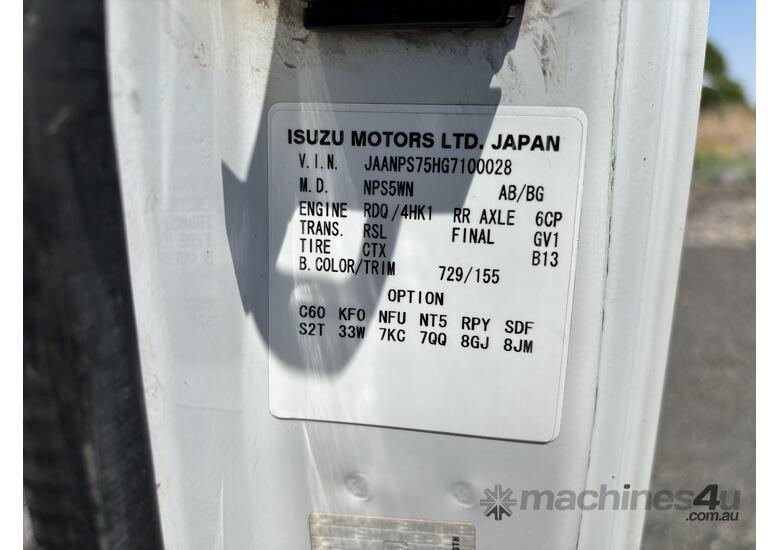 ISUZU MOTORS LTD. JAPAN
V.I.N. JAANPS75HG7100028
M.D. NPS5WN AB/BG
ENGINE RDQ/4HK1 RR AXLE 6CP
TRANS. RSL FINAL GV1
TIRE CTX B13
B.COLOR/TRIM 729/155
OPTION
C60 KFO NFU NT5 RPY SDF
S2T 33W 7KC 7QQ 8GJ 8JM
machines4u
.com.au